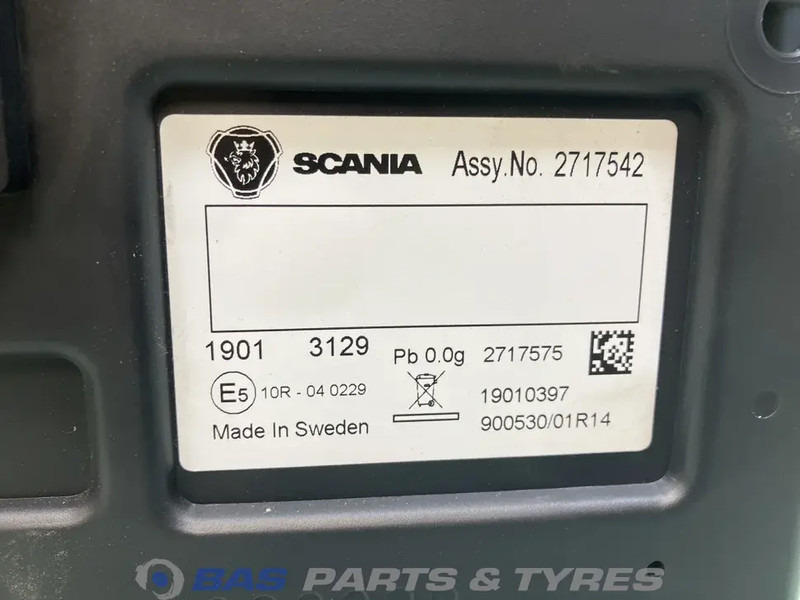 SCANIA Assy.No. 2717542
1901 3129 Pb 0.0g 2717575
E5 10R - 04 0229 19010397
Made In Sweden 900530/01R14
BAS PARTS & TYRES